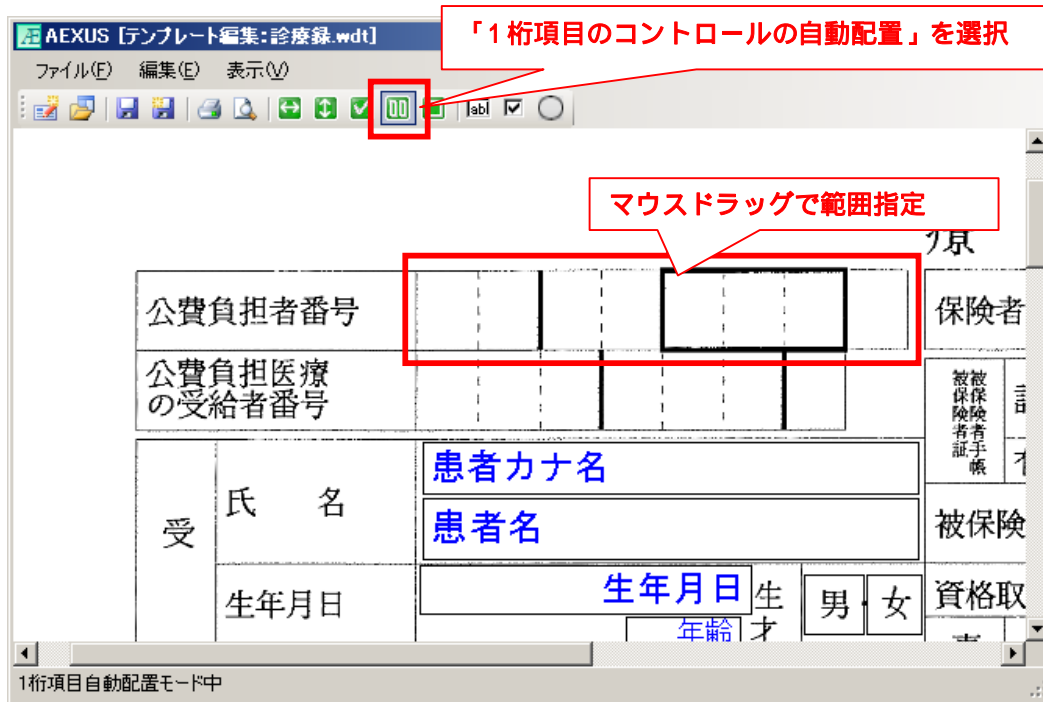 AEXUS [テンプレート編集:診療録.wdt]
「1桁項目のコントロールの自動配置」を選択
ファイル(F) 編集(E) 表示(V)
abl
マウスドラッグで範囲指定
公費負担者番号
保険者
公費負担医療
の受給者番号
被保険者証
被保険者手帳
氏 名
患者カナ名
患者名
受
被保険
生年月日
生年月日
生
男・女
資格取
年齢
才
1桁項目自動配置モード中